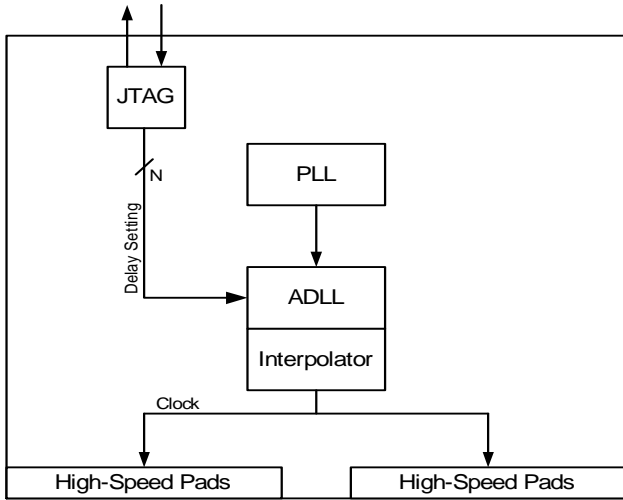 JTAG
N
PLL
Delay Setting
ADLL
Interpolator
Clock
High-Speed Pads
High-Speed Pads